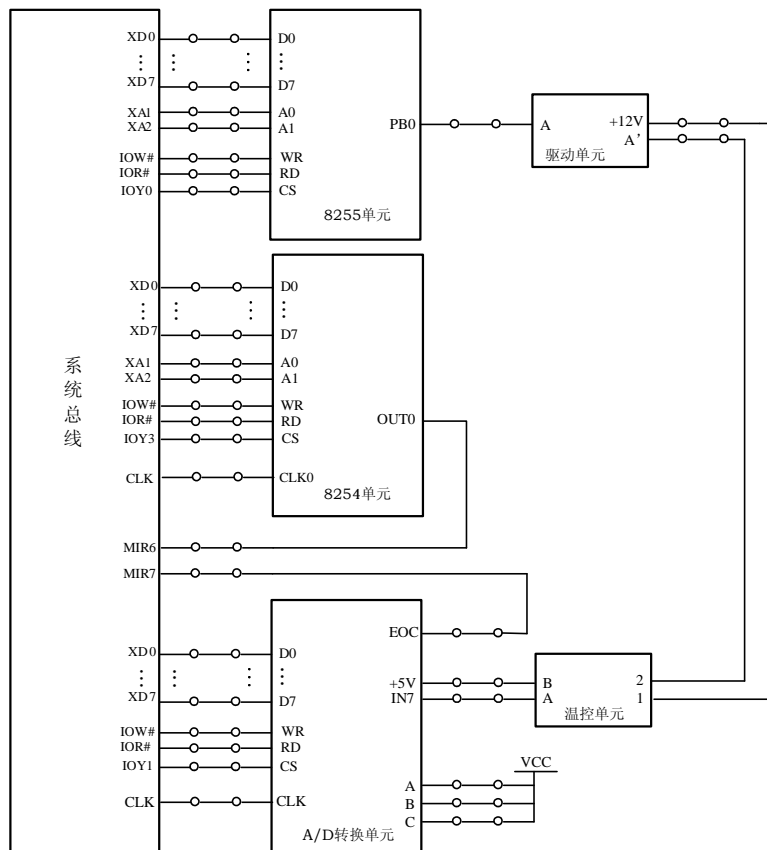 XD0 D0
XD7 D7
XA1 A0
XA2 A1
IOW# WR
IOR# RD
IOY0 CS
PB0
8255单元
A
+12V
A’
驱动单元
系统总线
XD0 D0
XD7 D7
XA1 A0
XA2 A1
IOW# WR
IOR# RD
IOY3 CS
OUT0
CLK CLK0
8254单元
MIR6
MIR7
EOC
XD0 D0
XD7 D7
IOW# WR
IOR# RD
IOY1 CS
CLK CLK
+5V
IN7
B
A
2
1
温控单元
VCC
A
B
C
A/D转换单元